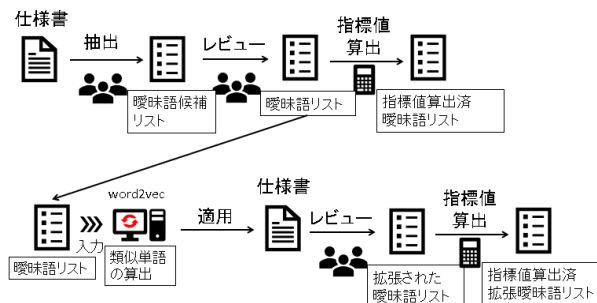 仕様書
抽出
レビュー
指標値
算出
曖昧語候補
リスト
曖昧語リスト
指標値算出済
曖昧語リスト
word2vec
仕様書
入力
適用
レビュー
指標値
算出
曖昧語リスト
類似単語
の算出
拡張された
曖昧語リスト
指標値算出済
拡張曖昧語リスト